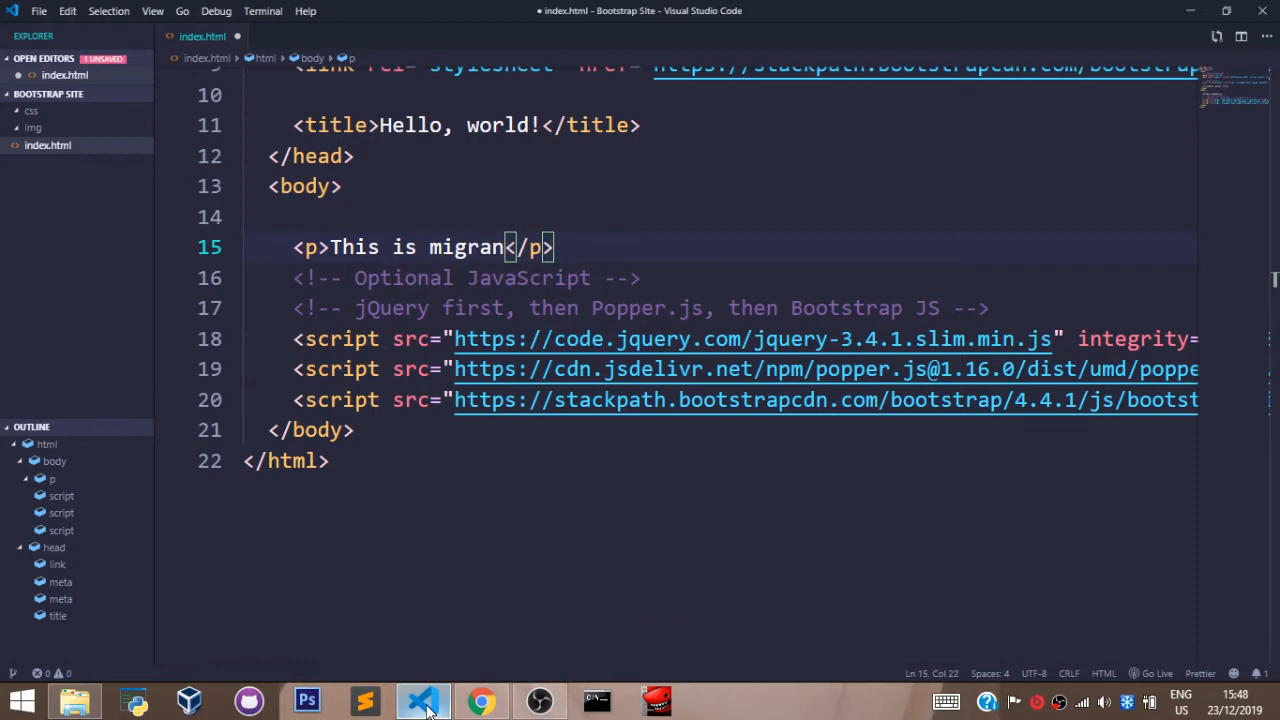 File Edit Selection View Go Debug Terminal Help
● index.html - Bootstrap Site - Visual Studio Code
EXPLORER
index.html ●
OPEN EDITORS 1 UNSAVED
index.html > html > body > p
● index.html
BOOTSTRAP SITE
css
img
index.html
10
11 <title>Hello, world!</title>
12 </head>
13 <body>
14
15 <p>This is migran</p>
16 <!-- Optional JavaScript -->
17 <!-- jQuery first, then Popper.js, then Bootstrap JS -->
18 <script src="https://code.jquery.com/jquery-3.4.1.slim.min.js" integrity=
19 <script src="https://cdn.jsdelivr.net/npm/popper.js@1.16.0/dist/umd/poppe
20 <script src="https://stackpath.bootstrapcdn.com/bootstrap/4.4.1/js/bootst
21 </body>
22 </html>
OUTLINE
html
body
p
script
script
script
head
link
meta
meta
title
0 0
Ln 15, Col 22 Spaces: 4 UTF-8 CRLF HTML Go Live Prettier 1
Ps
ENG
US
15:48
23/12/2019